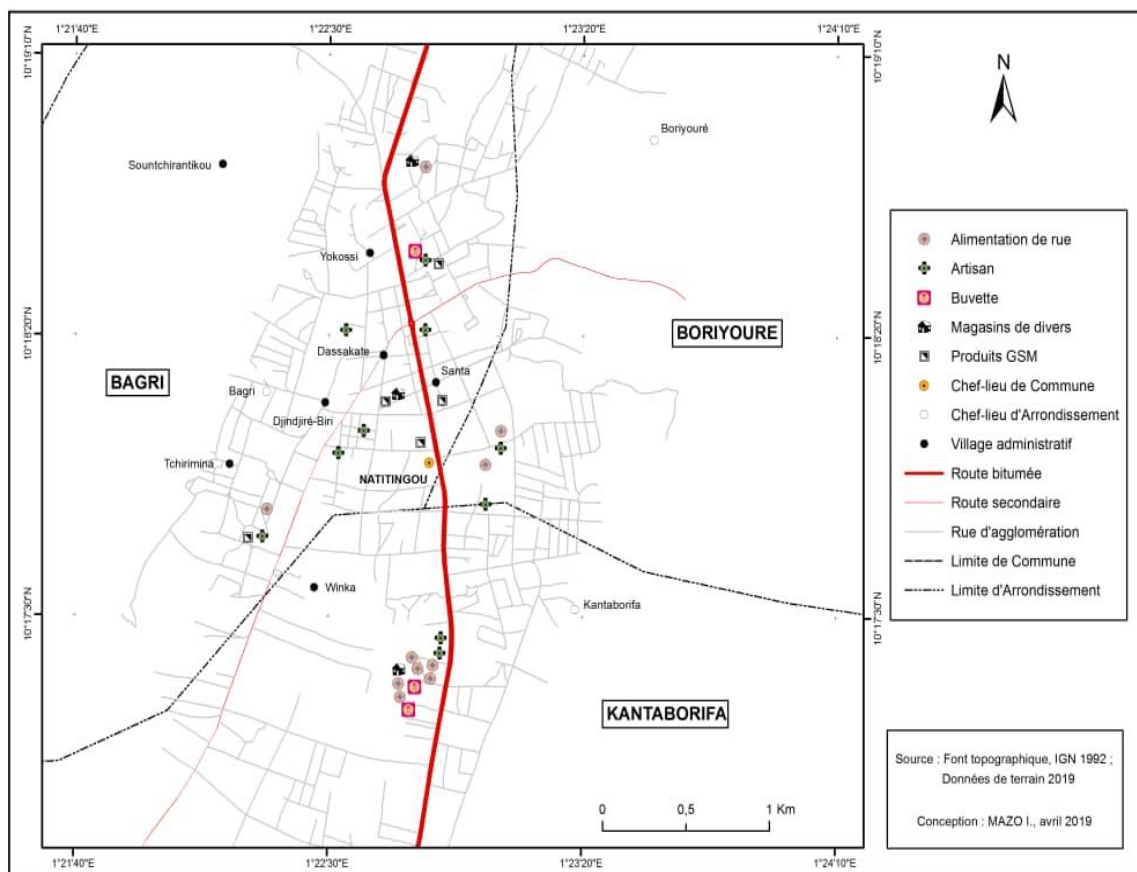 1°21'40"E
1°22'30"E
1°23'20"E
1°24'10"E
10°19'10"N
10°18'20"N
10°17'30"N
10°19'10"N
10°18'20"N
10°17'30"N
N
Boriyouré
Sountchirantikou
Yokossi
BORIYOURE
Dassakate
Santa
BAGRI
Bagri
Djindjiré-Biri
Tchirimina
NATITINGOU
Winka
Kantaborifa
KANTABORIFA
0
0,5
1 Km
1°21'40"E
1°22'30"E
1°23'20"E
1°24'10"E
Alimentation de rue
Artisan
Buvette
Magasins de divers
Produits GSM
Chef-lieu de Commune
Chef-lieu d'Arrondissement
Village administratif
Route bitumée
Route secondaire
Rue d'agglomération
Limite de Commune
Limite d'Arrondissement
Source : Font topographique, IGN 1992 ;
Données de terrain 2019
Conception : MAZO I., avril 2019